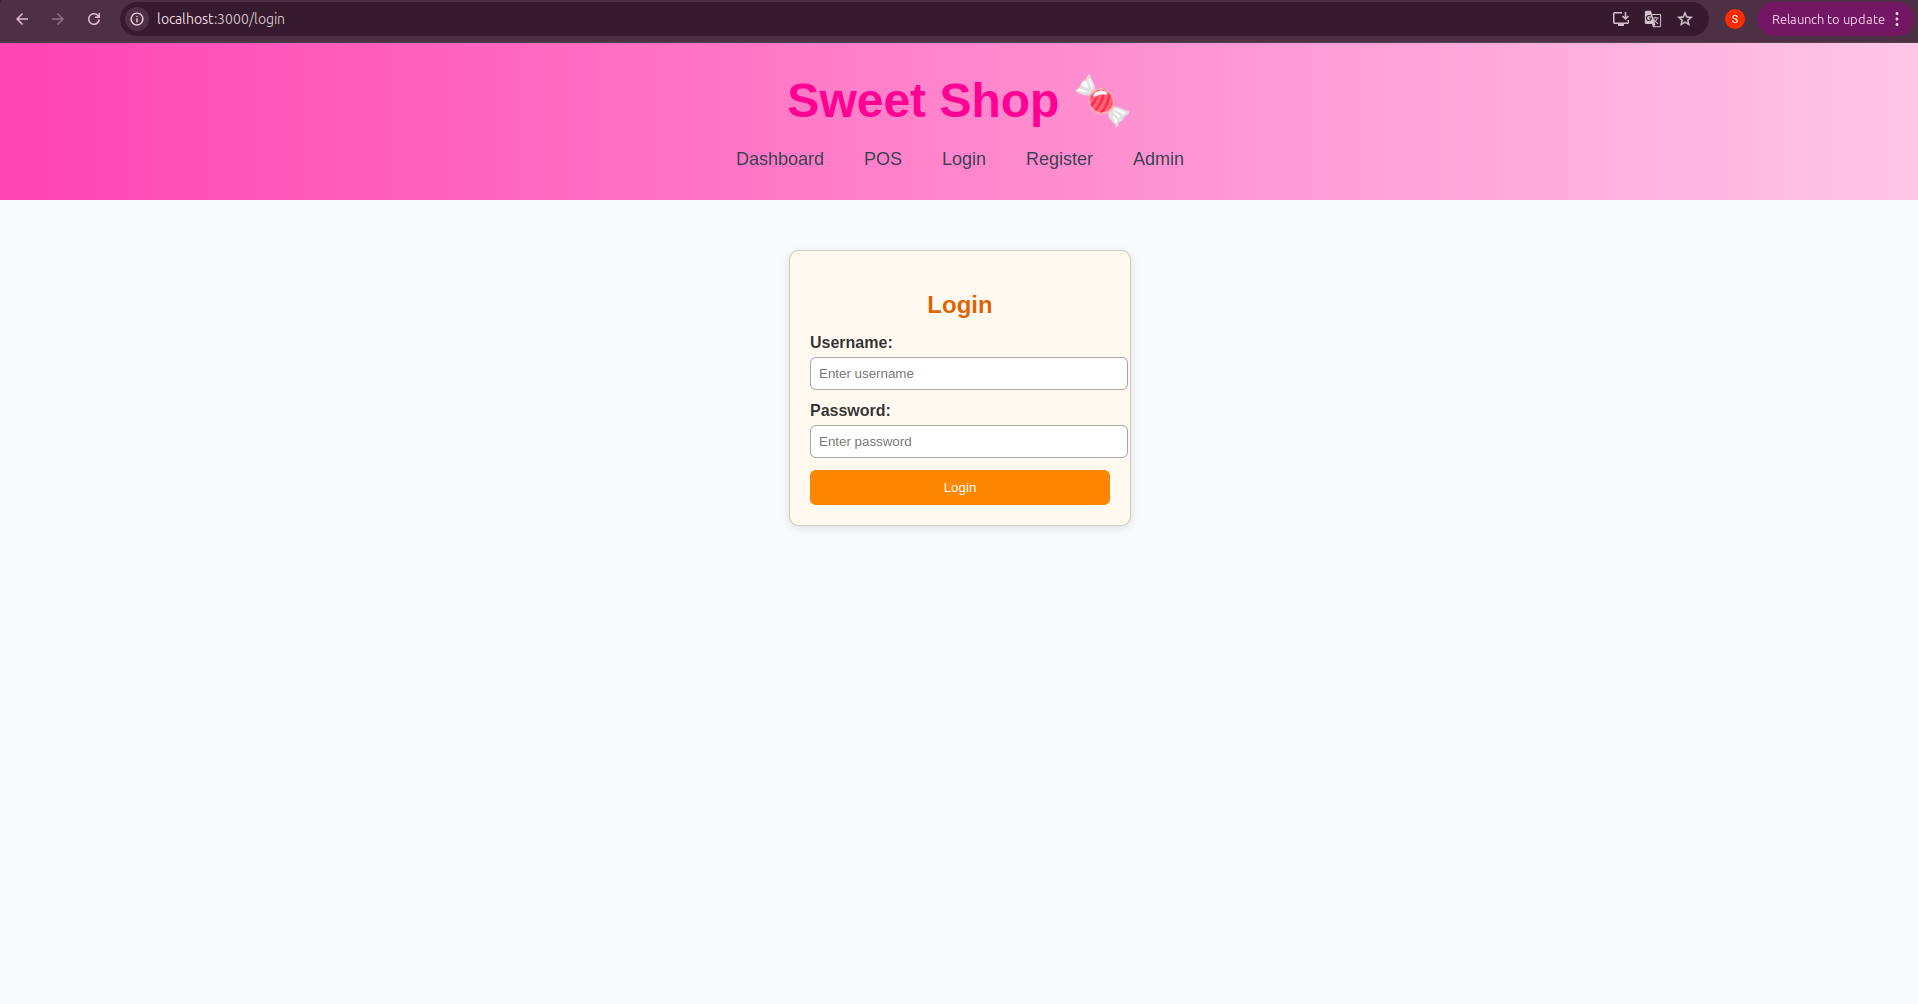 localhost:3000/login
S
Relaunch to update
Sweet Shop
Dashboard POS Login Register Admin
Login
Username:
Enter username
Password:
Enter password
Login